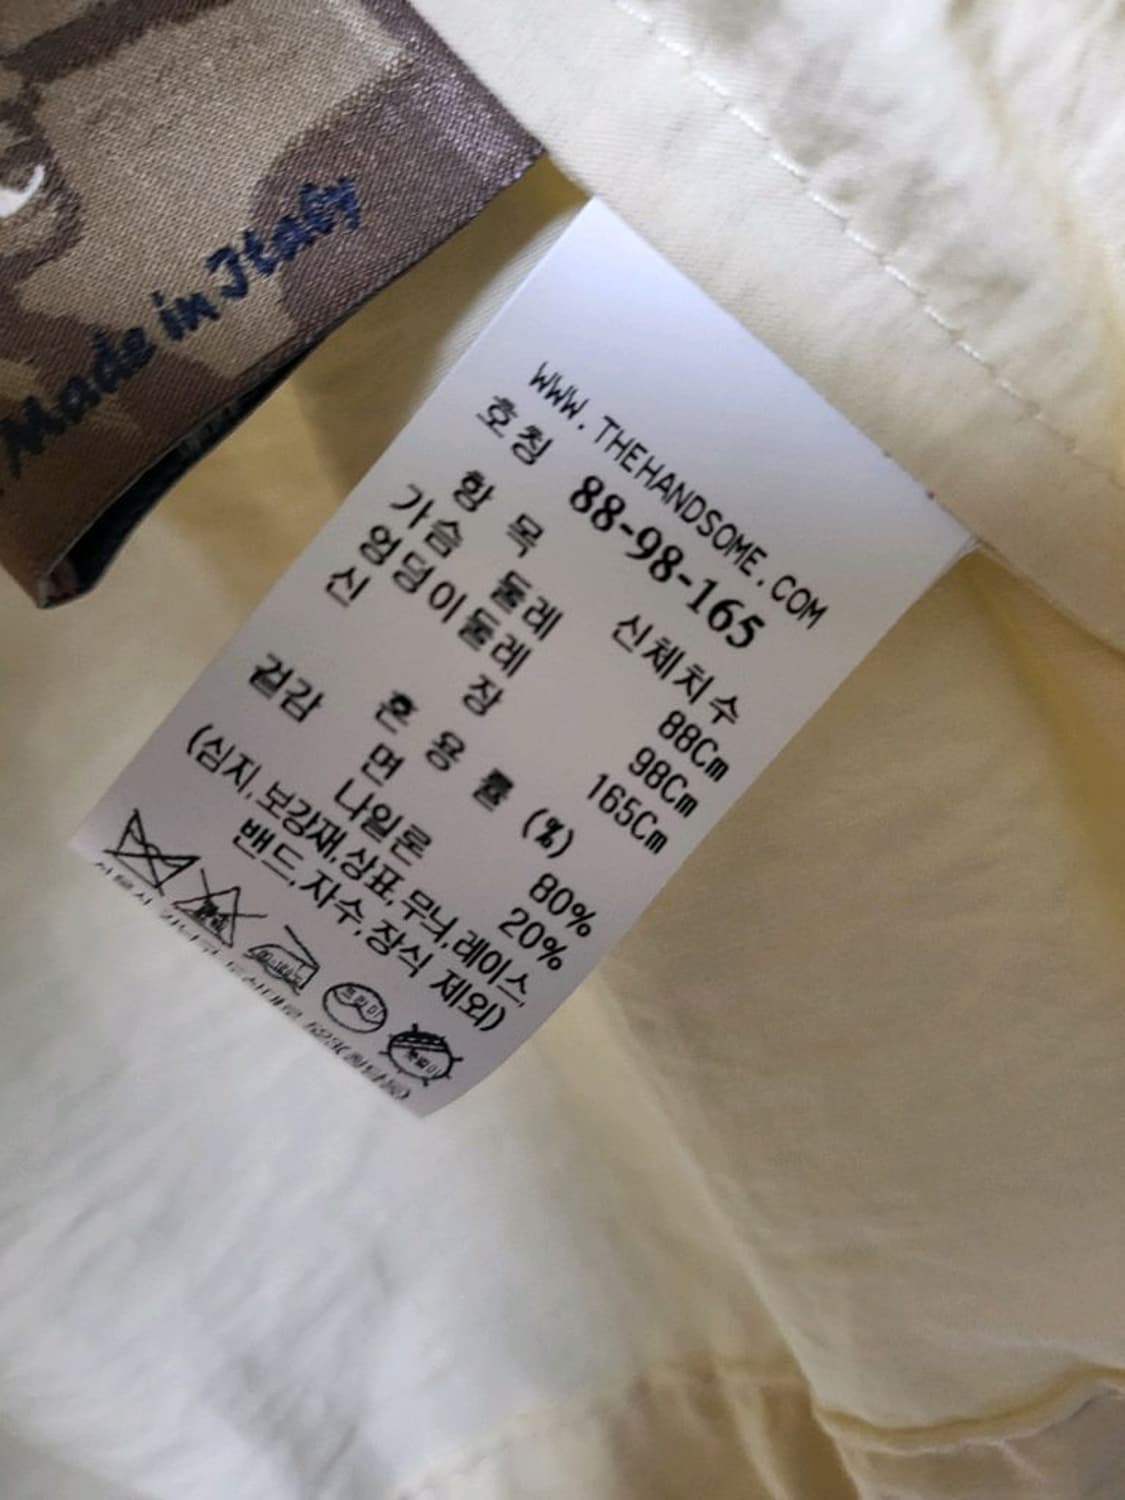 Made in Italy
WWW.THEHANDSOME.COM
호칭 88-98-165
항 목 신체치수
가슴 둘레 88Cm
엉덩이둘레 98Cm
신 장 165Cm
혼 용 률 (%)
겉감 면 80%
나일론 20%
(심지,보강재,상표,무늬,레이스,
밴드,자수,장식 제외)
드라이